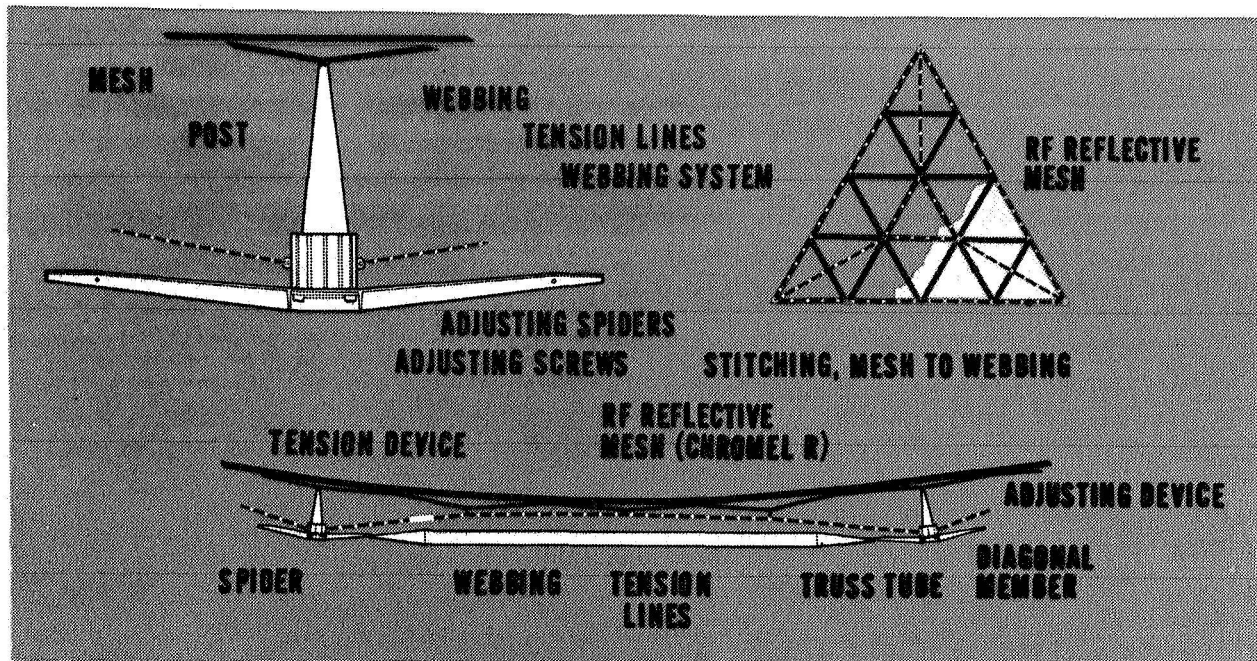 MESH
WEBBING
POST
TENSION LINES
WEBBING SYSTEM
RF REFLECTIVE
MESH
ADJUSTING SPIDERS
ADJUSTING SCREWS
STITCHING, MESH TO WEBBING
TENSION DEVICE
RF REFLECTIVE
MESH (CHROMEL R)
ADJUSTING DEVICE
SPIDER
WEBBING
TENSION
LINES
TRUSS TUBE
DIAGONAL
MEMBER